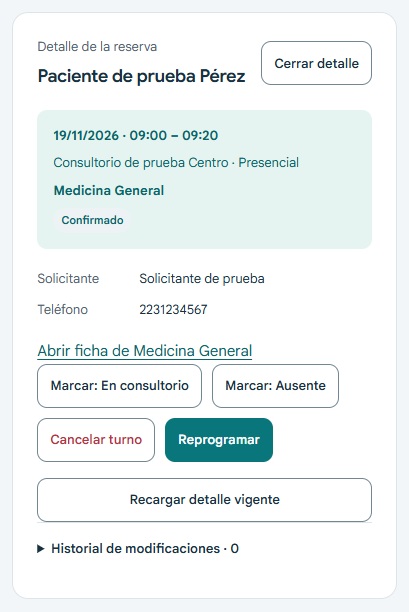 Detalle de la reserva
Paciente de prueba Pérez
Cerrar detalle
19/11/2026 · 09:00 – 09:20
Consultorio de prueba Centro · Presencial
Medicina General
Confirmado
Solicitante Solicitante de prueba
Teléfono 2231234567
Abrir ficha de Medicina General
Marcar: En consultorio Marcar: Ausente
Cancelar turno Reprogramar
Recargar detalle vigente
▶ Historial de modificaciones · 0